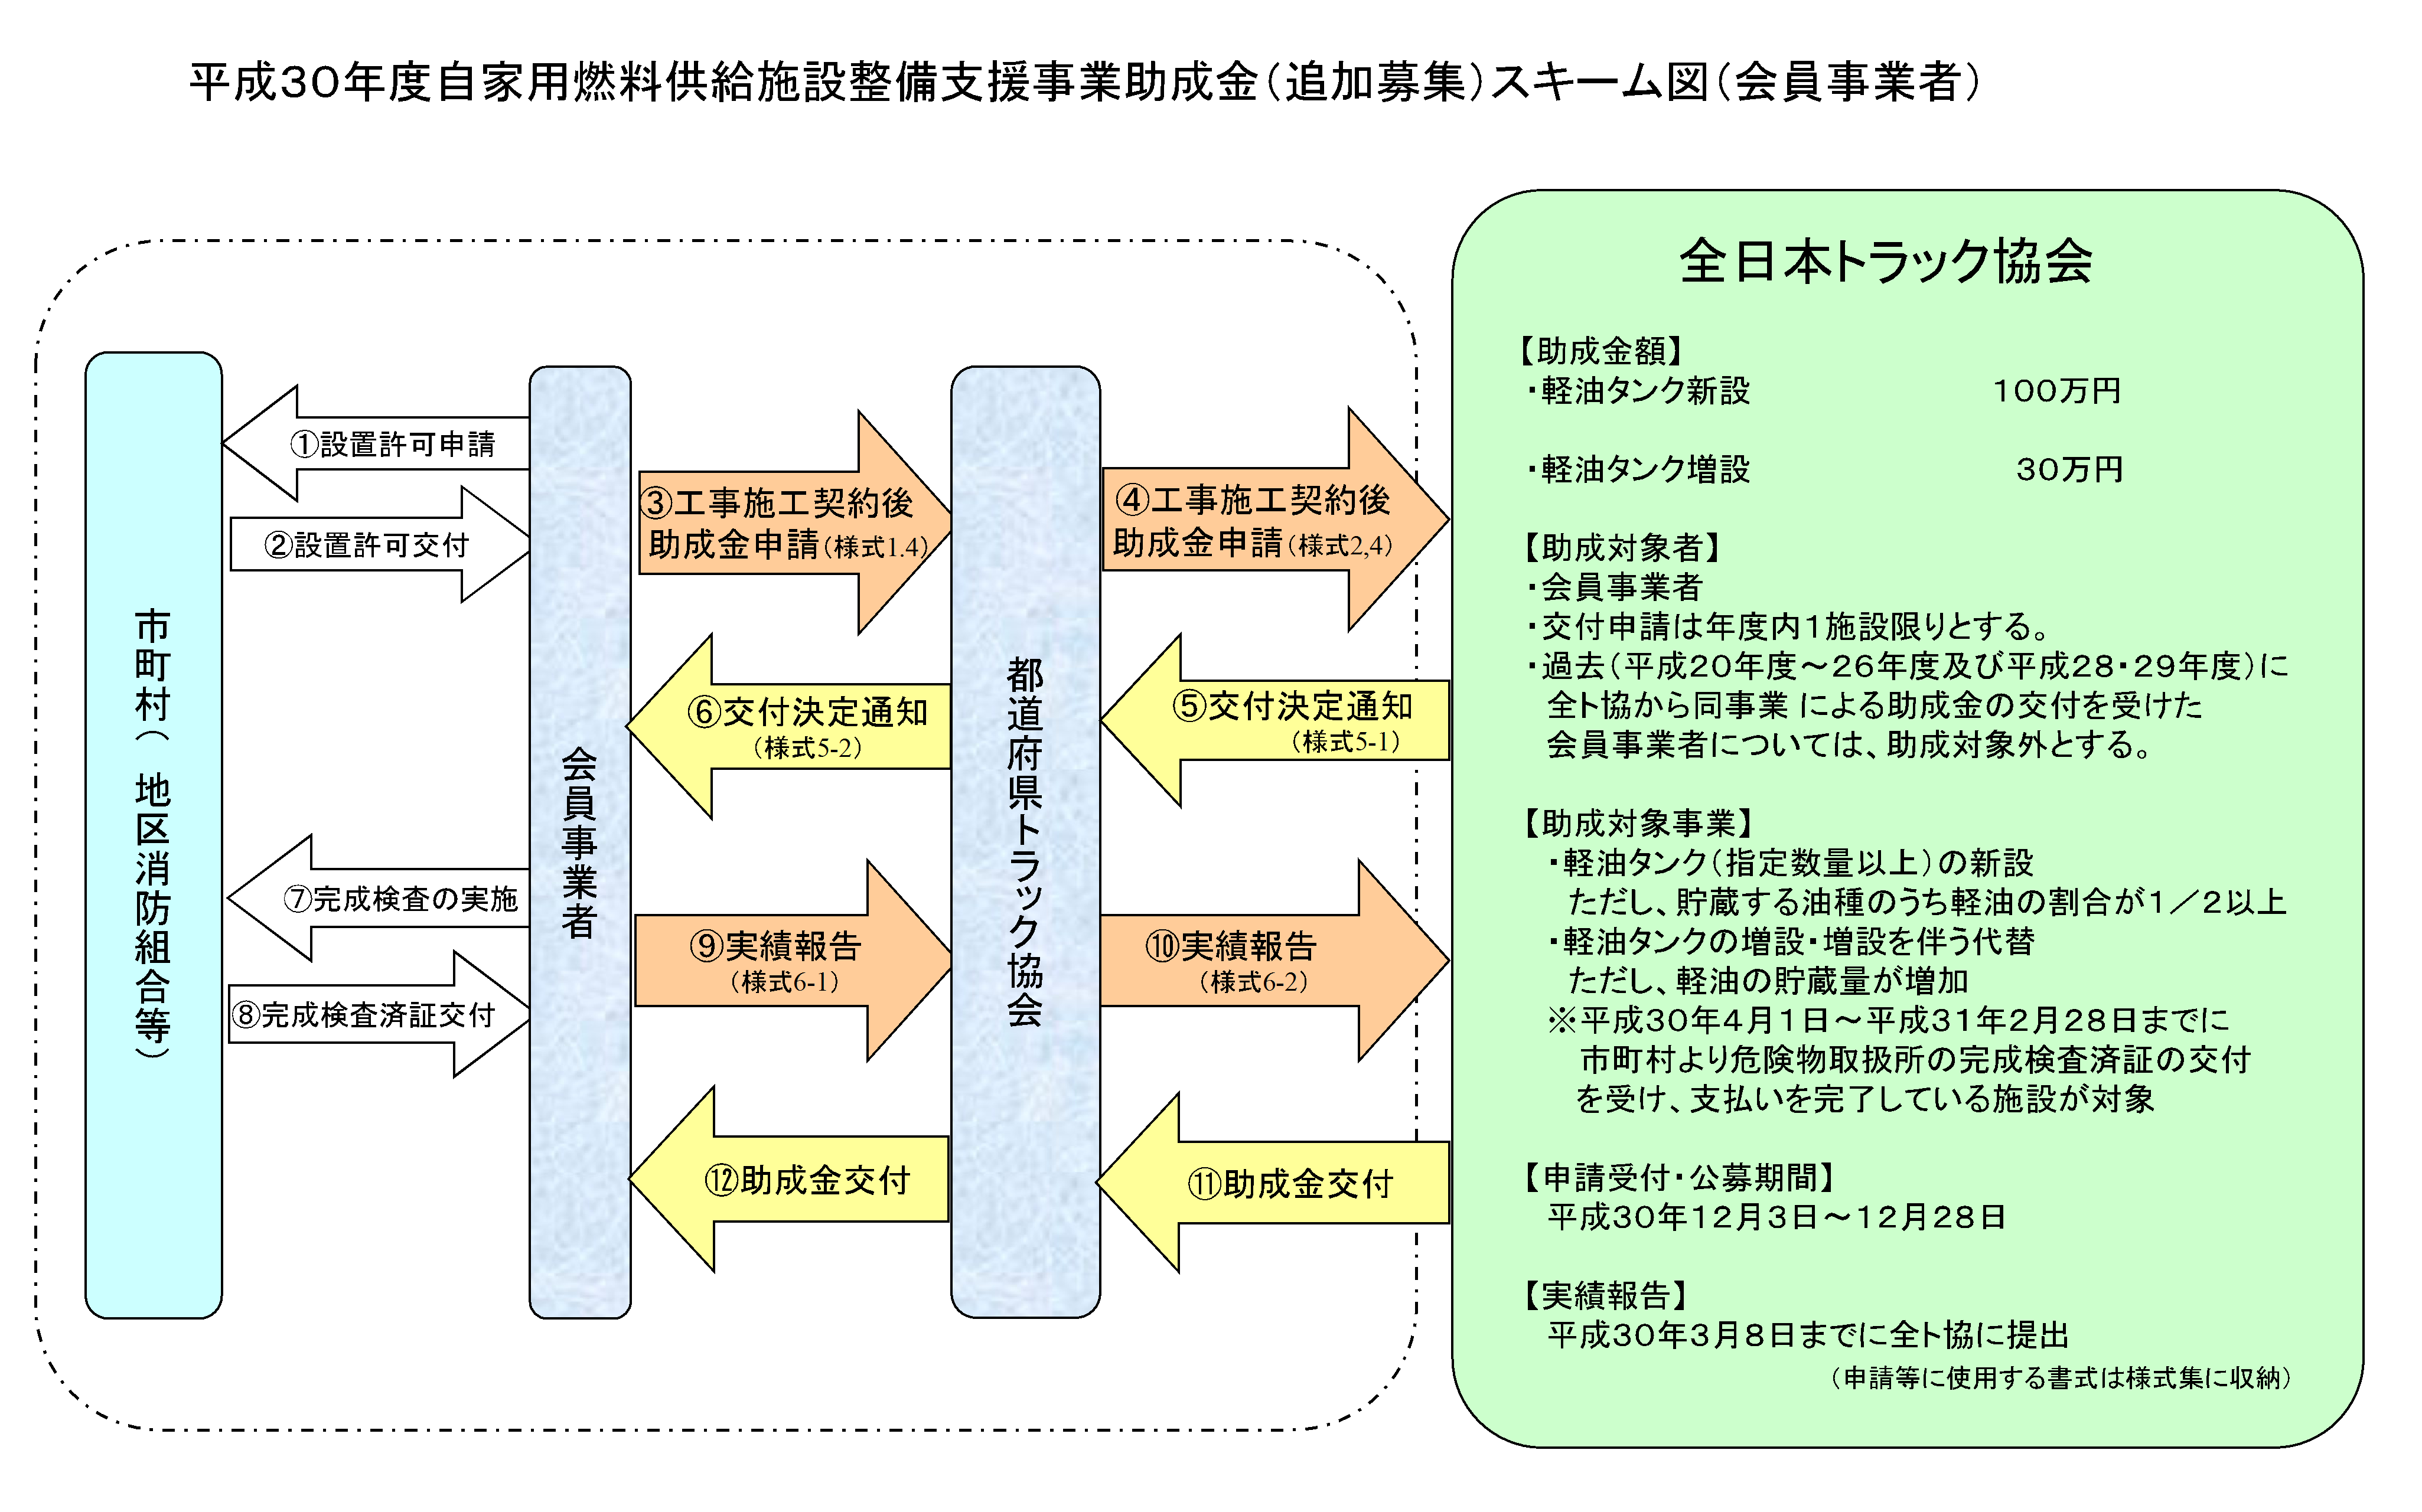 平成３０年度自家用燃料供給施設整備支援事業助成金（追加募集）スキーム図（会員事業者）
市町村（地区消防組合等）
①設置許可申請
②設置許可交付
⑦完成検査の実施
⑧完成検査済証交付
会員事業者
③工事施工契約後
助成金申請（様式1.4）
⑥交付決定通知
（様式5-2）
⑨実績報告
（様式6-1）
⑫助成金交付
都道府県トラック協会
④工事施工契約後
助成金申請（様式2,4）
⑤交付決定通知
（様式5-1）
⑩実績報告
（様式6-2）
⑪助成金交付
全日本トラック協会
【助成金額】
・軽油タンク新設　１００万円
・軽油タンク増設　３０万円
【助成対象者】
・会員事業者
・交付申請は年度内１施設限りとする。
・過去（平成２０年度～２６年度及び平成２８・２９年度）に
全ト協から同事業 による助成金の交付を受けた
会員事業者については、助成対象外とする。
【助成対象事業】
・軽油タンク（指定数量以上）の新設
ただし、貯蔵する油種のうち軽油の割合が１／２以上
・軽油タンクの増設・増設を伴う代替
ただし、軽油の貯蔵量が増加
※平成３０年４月１日～平成３１年２月２８日までに
市町村より危険物取扱所の完成検査済証の交付
を受け、支払いを完了している施設が対象
【申請受付・公募期間】
平成３０年１２月３日～１２月２８日
【実績報告】
平成３０年３月８日までに全ト協に提出
（申請等に使用する書式は様式集に収納）